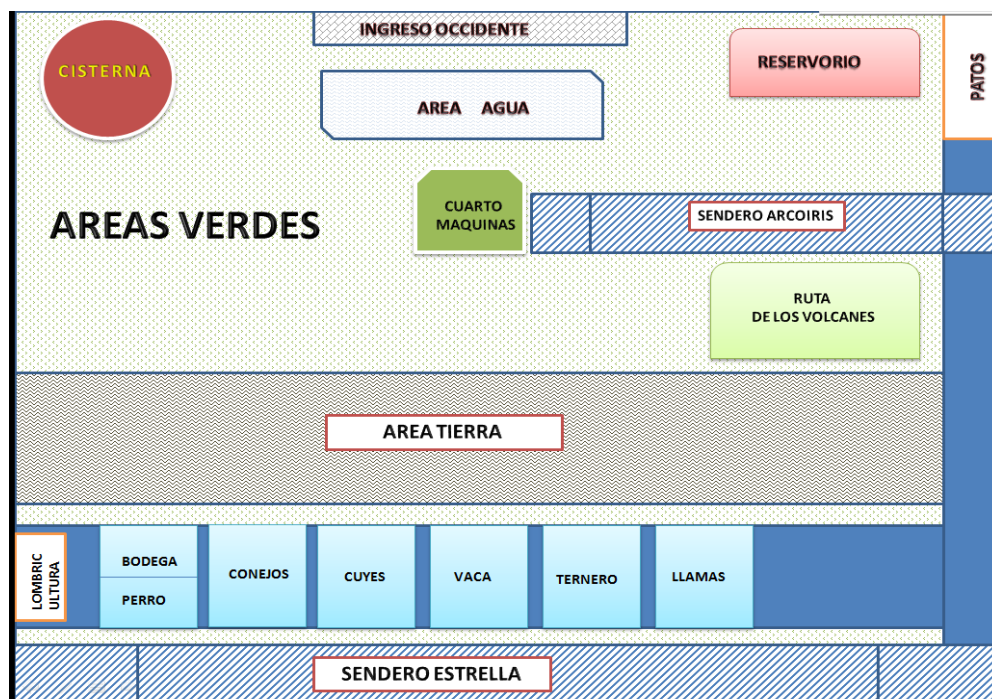 INGRESO OCCIDENTE
CISTERNA
RESERVORIO
PATOS
AREA AGUA
AREAS VERDES
CUARTO
MAQUINAS
SENDERO ARCOIRIS
RUTA
DE LOS VOLCANES
AREA TIERRA
LOMBRIC
ULTURA
BODEGA
PERRO
CONEJOS
CUYES
VACA
TERNERO
LLAMAS
SENDERO ESTRELLA